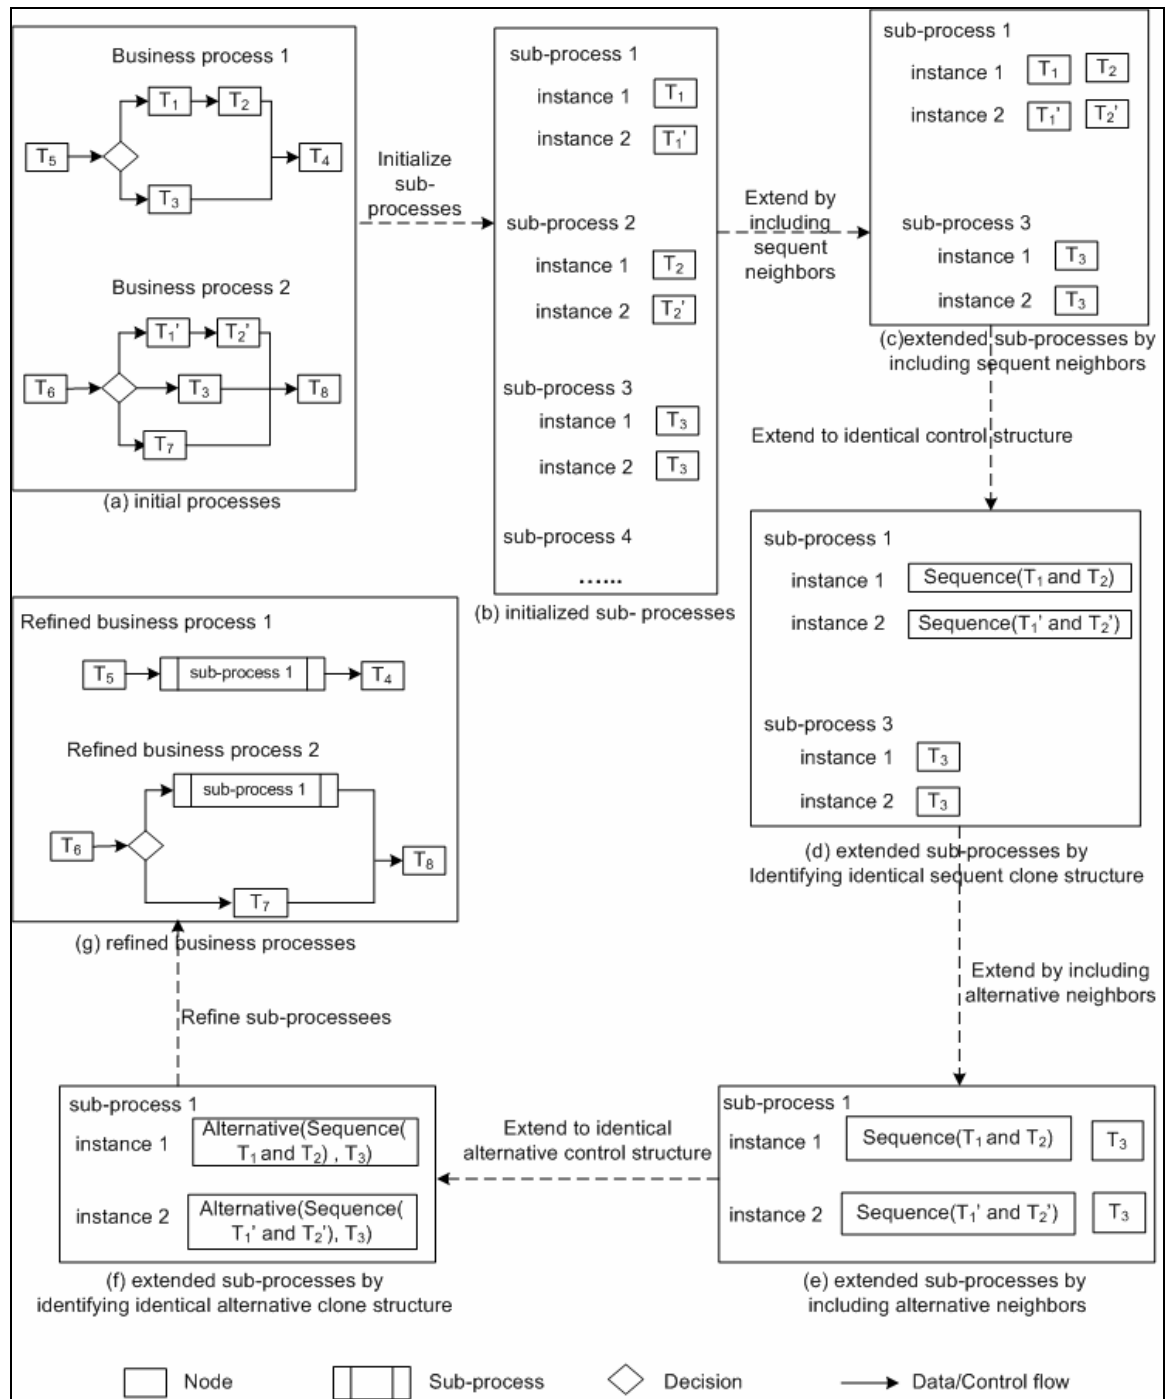 Business process 1
T1
T2
T5
T4
T3
Business process 2
T1'
T2'
T6
T3
T8
T7
(a) initial processes
Initialize
sub-
processes
sub-process 1
instance 1 T1
instance 2 T1'
sub-process 2
instance 1 T2
instance 2 T2'
sub-process 3
instance 1 T3
instance 2 T3
sub-process 4
......
(b) initialized sub- processes
Extend by
including
sequent
neighbors
sub-process 1
instance 1 T1 T2
instance 2 T1' T2'
sub-process 3
instance 1 T3
instance 2 T3
(c)extended sub-processes by
including sequent neighbors
Extend to identical control structure
sub-process 1
instance 1 Sequence(T1 and T2)
instance 2 Sequence(T1' and T2')
sub-process 3
instance 1 T3
instance 2 T3
(d) extended sub-processes by
Identifying identical sequent clone structure
Extend by including
alternative neighbors
sub-process 1
instance 1 Sequence(T1 and T2) T3
instance 2 Sequence(T1' and T2') T3
(e) extended sub-processes by
including alternative neighbors
Extend to identical
alternative control structure
sub-process 1
instance 1 Alternative(Sequence(
T1 and T2) , T3)
instance 2 Alternative(Sequence(
T1' and T2'), T3)
(f) extended sub-processes by
identifying identical alternative clone structure
Refine sub-processees
Refined business process 1
T5 sub-process 1 T4
Refined business process 2
sub-process 1
T6
T8
T7
(g) refined business processes
Node Sub-process Decision Data/Control flow